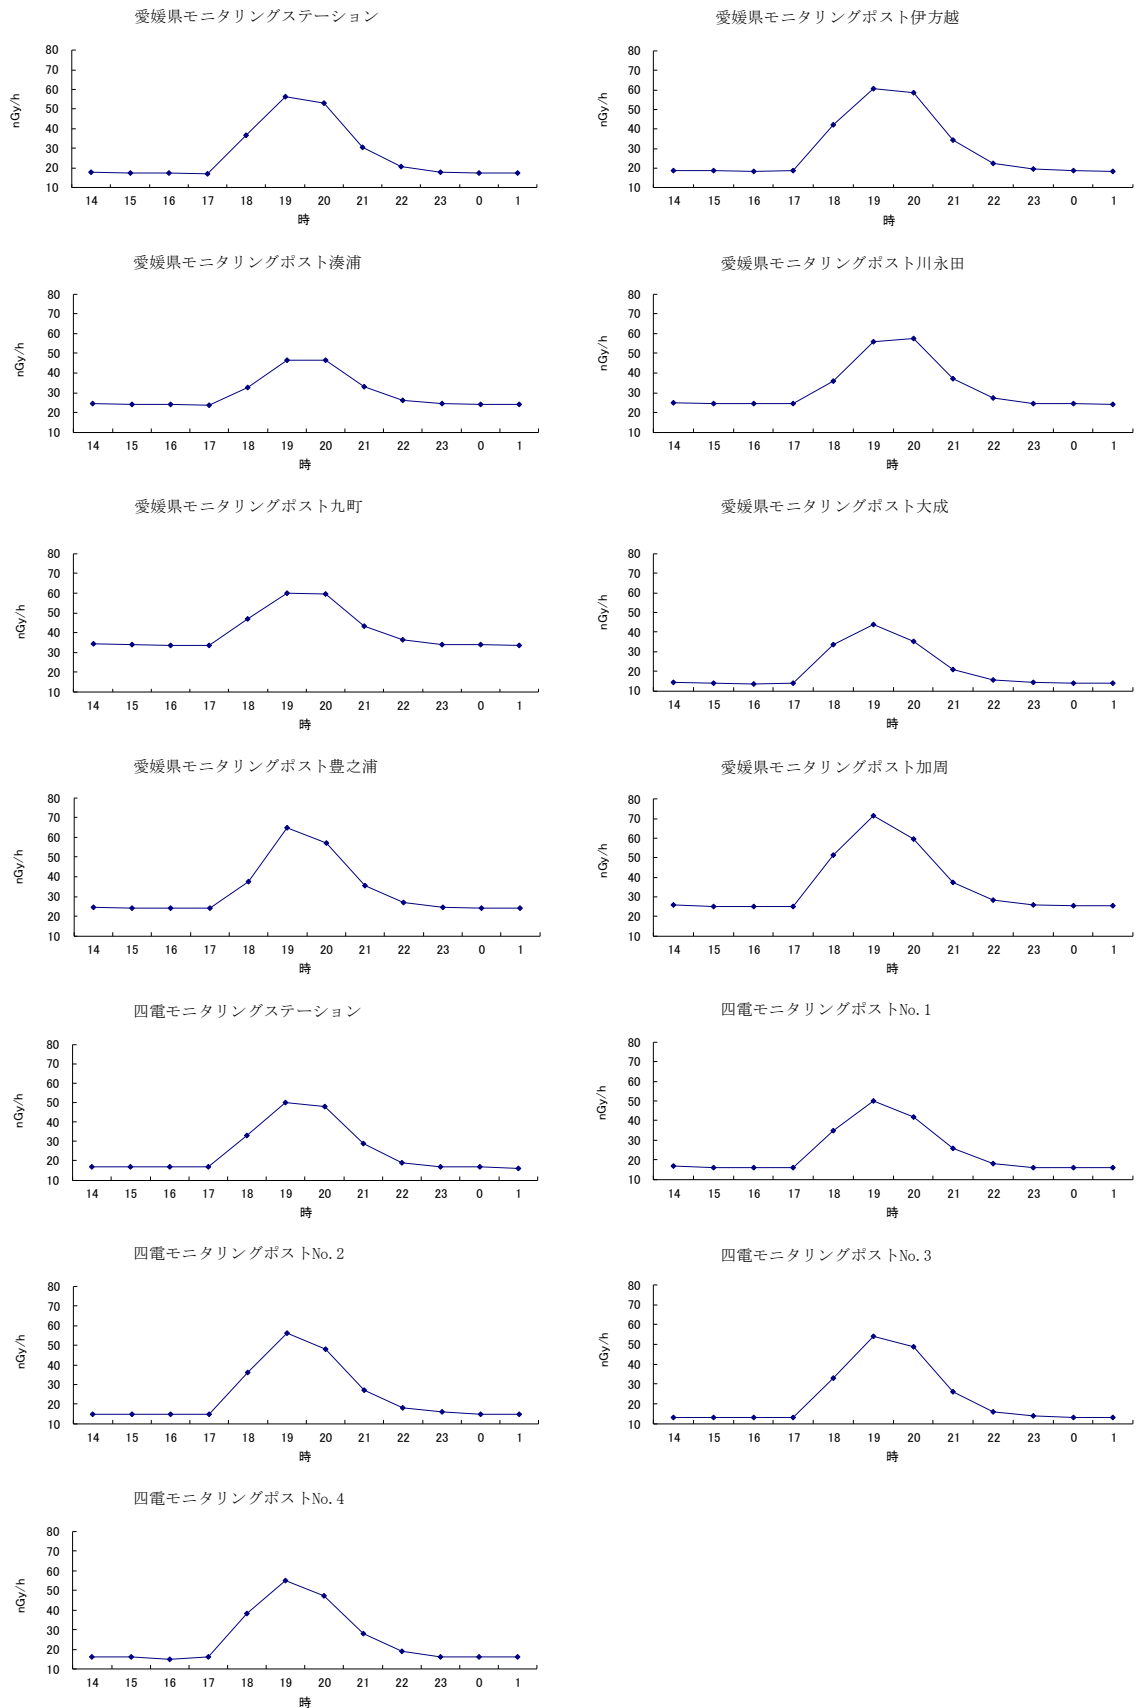 愛媛県モニタリングステーション
80
70
60
50
40
30
20
10
nGy/h
14 15 16 17 18 19 20 21 22 23 0 1
時
愛媛県モニタリングポスト伊方越
80
70
60
50
40
30
20
10
nGy/h
14 15 16 17 18 19 20 21 22 23 0 1
時
愛媛県モニタリングポスト湊浦
80
70
60
50
40
30
20
10
nGy/h
14 15 16 17 18 19 20 21 22 23 0 1
時
愛媛県モニタリングポスト川永田
80
70
60
50
40
30
20
10
nGy/h
14 15 16 17 18 19 20 21 22 23 0 1
時
愛媛県モニタリングポスト九町
80
70
60
50
40
30
20
10
nGy/h
14 15 16 17 18 19 20 21 22 23 0 1
時
愛媛県モニタリングポスト大成
80
70
60
50
40
30
20
10
nGy/h
14 15 16 17 18 19 20 21 22 23 0 1
時
愛媛県モニタリングポスト豊之浦
80
70
60
50
40
30
20
10
nGy/h
14 15 16 17 18 19 20 21 22 23 0 1
時
愛媛県モニタリングポスト加周
80
70
60
50
40
30
20
10
nGy/h
14 15 16 17 18 19 20 21 22 23 0 1
時
四電モニタリングステーション
80
70
60
50
40
30
20
10
nGy/h
14 15 16 17 18 19 20 21 22 23 0 1
時
四電モニタリングポストNo.1
80
70
60
50
40
30
20
10
nGy/h
14 15 16 17 18 19 20 21 22 23 0 1
時
四電モニタリングポストNo.2
80
70
60
50
40
30
20
10
nGy/h
14 15 16 17 18 19 20 21 22 23 0 1
時
四電モニタリングポストNo.3
80
70
60
50
40
30
20
10
nGy/h
14 15 16 17 18 19 20 21 22 23 0 1
時
四電モニタリングポストNo.4
80
70
60
50
40
30
20
10
nGy/h
14 15 16 17 18 19 20 21 22 23 0 1
時